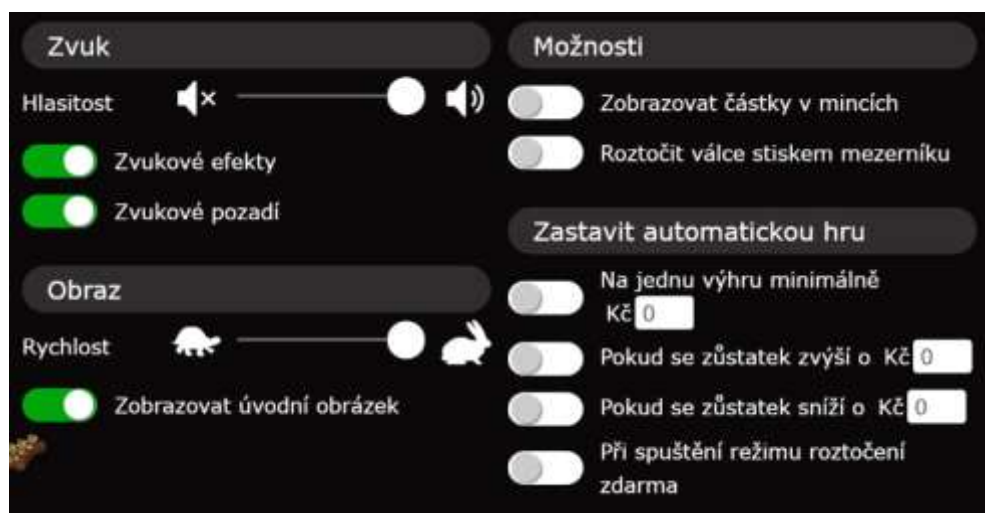 Zvuk
Hlasitost
Zvukové efekty
Zvukové pozadí
Obraz
Rychlost
Zobrazovat úvodní obrázek
Možnosti
Zobrazovat částky v mincích
Roztočit válce stiskem mezerníku
Zastavit automatickou hru
Na jednu výhru minimálně
Kč 0
Pokud se zůstatek zvýší o Kč 0
Pokud se zůstatek sníží o Kč 0
Při spuštění režimu roztočení
zdarma